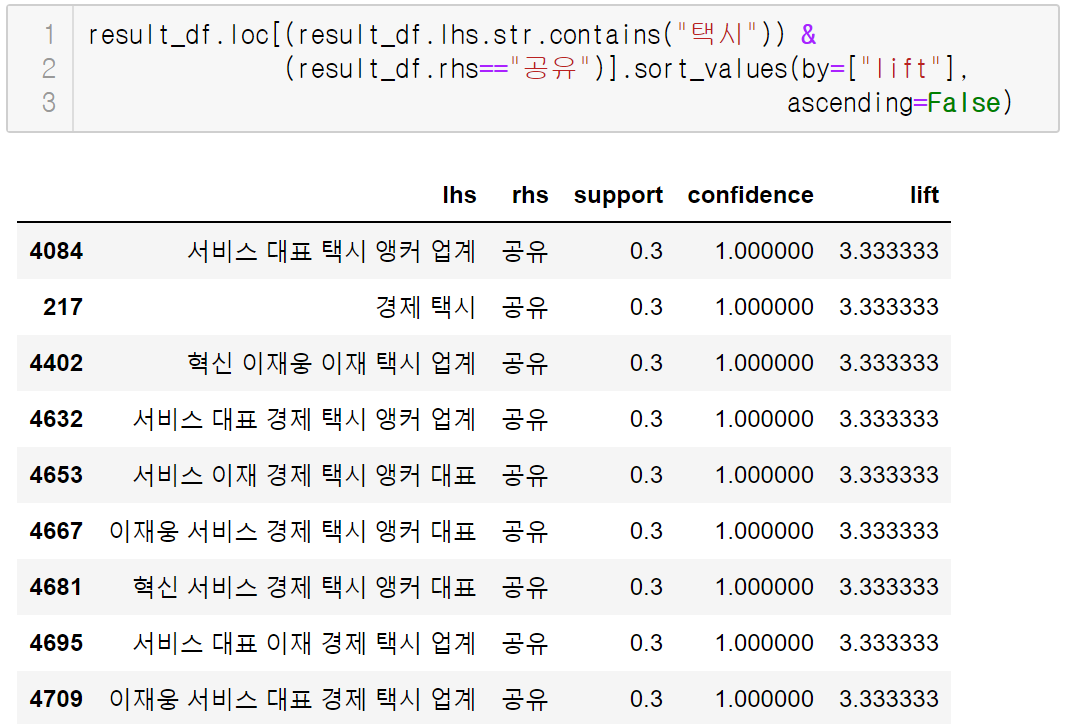 1 result_df.loc[(result_df.lhs.str.contains("택시")) &
2 (result_df.rhs=="공유")].sort_values(by=["lift"],
3 ascending=False)
lhs rhs support confidence lift
4084 서비스 대표 택시 앵커 업계 공유 0.3 1.000000 3.333333
217 경제 택시 공유 0.3 1.000000 3.333333
4402 혁신 이재웅 이재 택시 업계 공유 0.3 1.000000 3.333333
4632 서비스 대표 경제 택시 앵커 업계 공유 0.3 1.000000 3.333333
4653 서비스 이재 경제 택시 앵커 대표 공유 0.3 1.000000 3.333333
4667 이재웅 서비스 경제 택시 앵커 대표 공유 0.3 1.000000 3.333333
4681 혁신 서비스 경제 택시 앵커 대표 공유 0.3 1.000000 3.333333
4695 서비스 대표 이재 경제 택시 업계 공유 0.3 1.000000 3.333333
4709 이재웅 서비스 대표 경제 택시 업계 공유 0.3 1.000000 3.333333